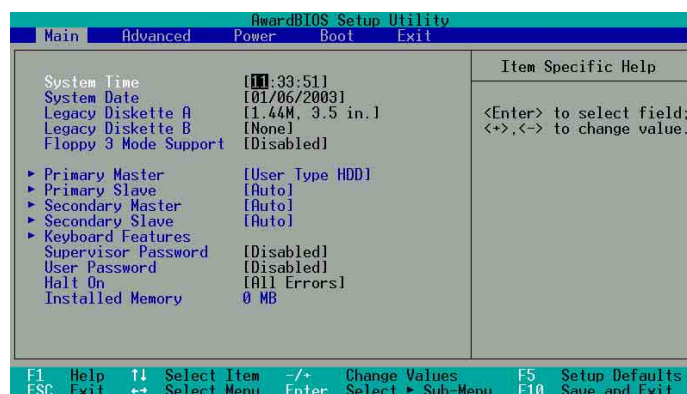 AwardBIOS Setup Utility
Main Advanced Power Boot Exit
Item Specific Help
System Time [11:33:51]
System Date [01/06/2003]
Legacy Diskette A [1.44M, 3.5 in.]
<Enter> to select field;
Legacy Diskette B [None]
<+>,<-> to change value.
Floppy 3 Mode Support [Disabled]
► Primary Master [User Type HDD]
► Primary Slave [Auto]
► Secondary Master [Auto]
► Secondary Slave [Auto]
► Keyboard Features
Supervisor Password [Disabled]
User Password [Disabled]
Halt On [All Errors]
Installed Memory 0 MB
F1 Help ↑↓ Select Item -/+ Change Values F5 Setup Defaults
ESC Exit ↔ Select Menu Enter Select ► Sub-Menu F10 Save and Exit